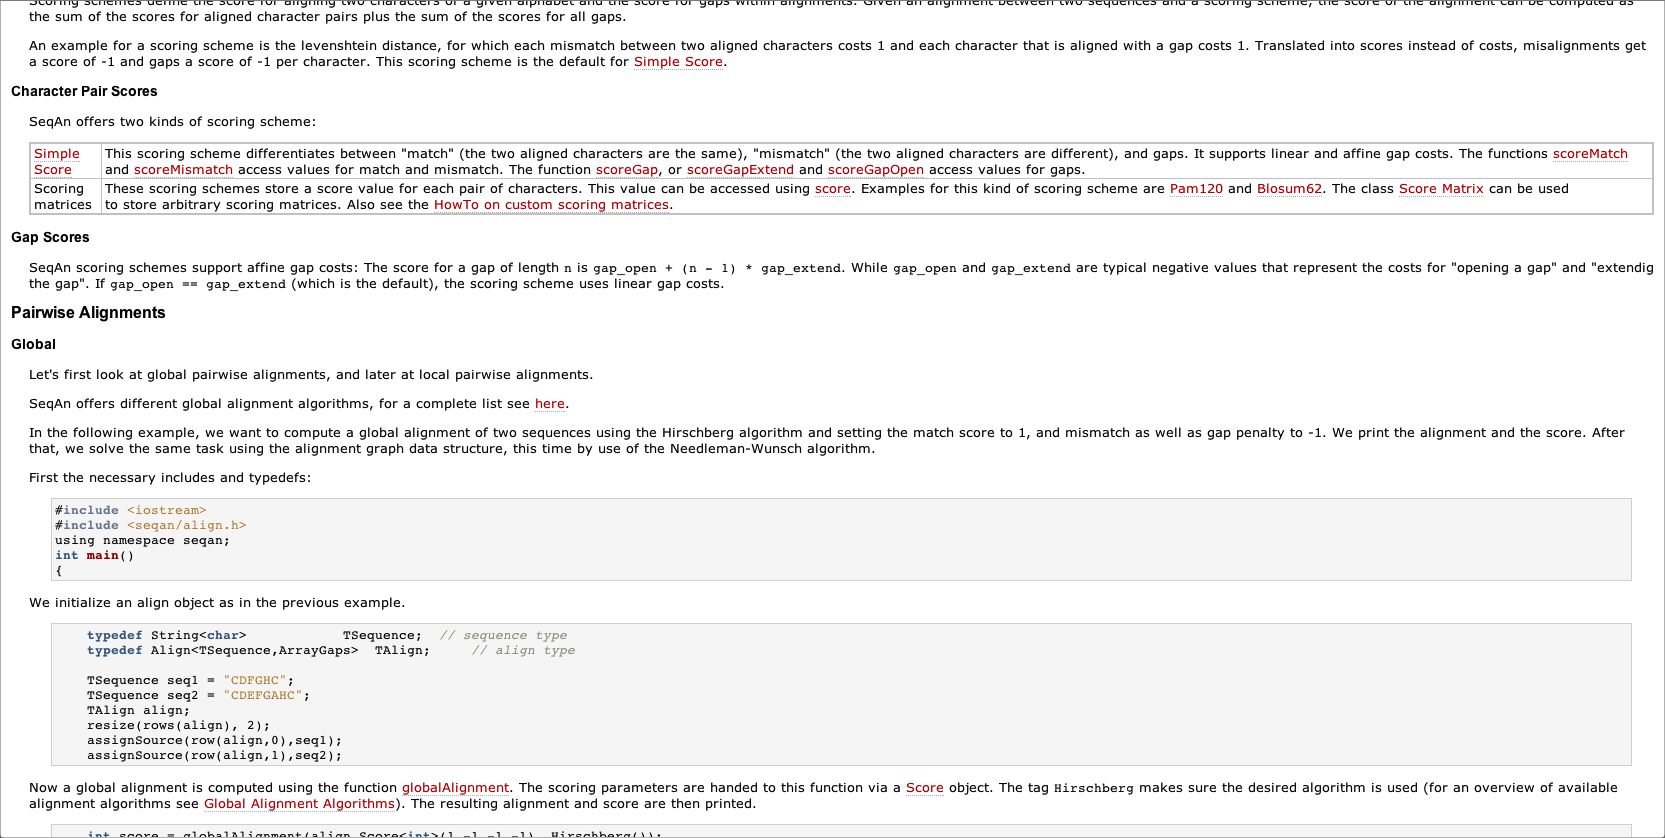 Scoring schemes define the score for aligning two characters of a given alphabet and the score for gaps within alignments. Given an alignment between two sequences and a scoring scheme, the score of the alignment can be computed as
the sum of the scores for aligned character pairs plus the sum of the scores for all gaps.
An example for a scoring scheme is the levenshtein distance, for which each mismatch between two aligned characters costs 1 and each character that is aligned with a gap costs 1. Translated into scores instead of costs, misalignments get
a score of -1 and gaps a score of -1 per character. This scoring scheme is the default for Simple Score.
Character Pair Scores
SeqAn offers two kinds of scoring scheme:
Simple Score
This scoring scheme differentiates between "match" (the two aligned characters are the same), "mismatch" (the two aligned characters are different), and gaps. It supports linear and affine gap costs. The functions scoreMatch
and scoreMismatch access values for match and mismatch. The function scoreGap, or scoreGapExtend and scoreGapOpen access values for gaps.
Scoring matrices
These scoring schemes store a score value for each pair of characters. This value can be accessed using score. Examples for this kind of scoring scheme are Pam120 and Blosum62. The class Score Matrix can be used
to store arbitrary scoring matrices. Also see the HowTo on custom scoring matrices.
Gap Scores
SeqAn scoring schemes support affine gap costs: The score for a gap of length n is gap_open + (n - 1) * gap_extend. While gap_open and gap_extend are typical negative values that represent the costs for "opening a gap" and "extendig
the gap". If gap_open == gap_extend (which is the default), the scoring scheme uses linear gap costs.
Pairwise Alignments
Global
Let's first look at global pairwise alignments, and later at local pairwise alignments.
SeqAn offers different global alignment algorithms, for a complete list see here.
In the following example, we want to compute a global alignment of two sequences using the Hirschberg algorithm and setting the match score to 1, and mismatch as well as gap penalty to -1. We print the alignment and the score. After
that, we solve the same task using the alignment graph data structure, this time by use of the Needleman-Wunsch algorithm.
First the necessary includes and typedefs:
#include <iostream>
#include <seqan/align.h>
using namespace seqan;
int main()
{
We initialize an align object as in the previous example.
typedef String<char>            TSequence;  // sequence type
typedef Align<TSequence,ArrayGaps>  TAlign;     // align type
TSequence seq1 = "CDFGHC";
TSequence seq2 = "CDEFGAHC";
TAlign align;
resize(rows(align), 2);
assignSource(row(align,0),seq1);
assignSource(row(align,1),seq2);
Now a global alignment is computed using the function globalAlignment. The scoring parameters are handed to this function via a Score object. The tag Hirschberg makes sure the desired algorithm is used (for an overview of available
alignment algorithms see Global Alignment Algorithms). The resulting alignment and score are then printed.
int score = globalAlignment(align,Score<int>(1,-1,-1,-1), Hirschberg());